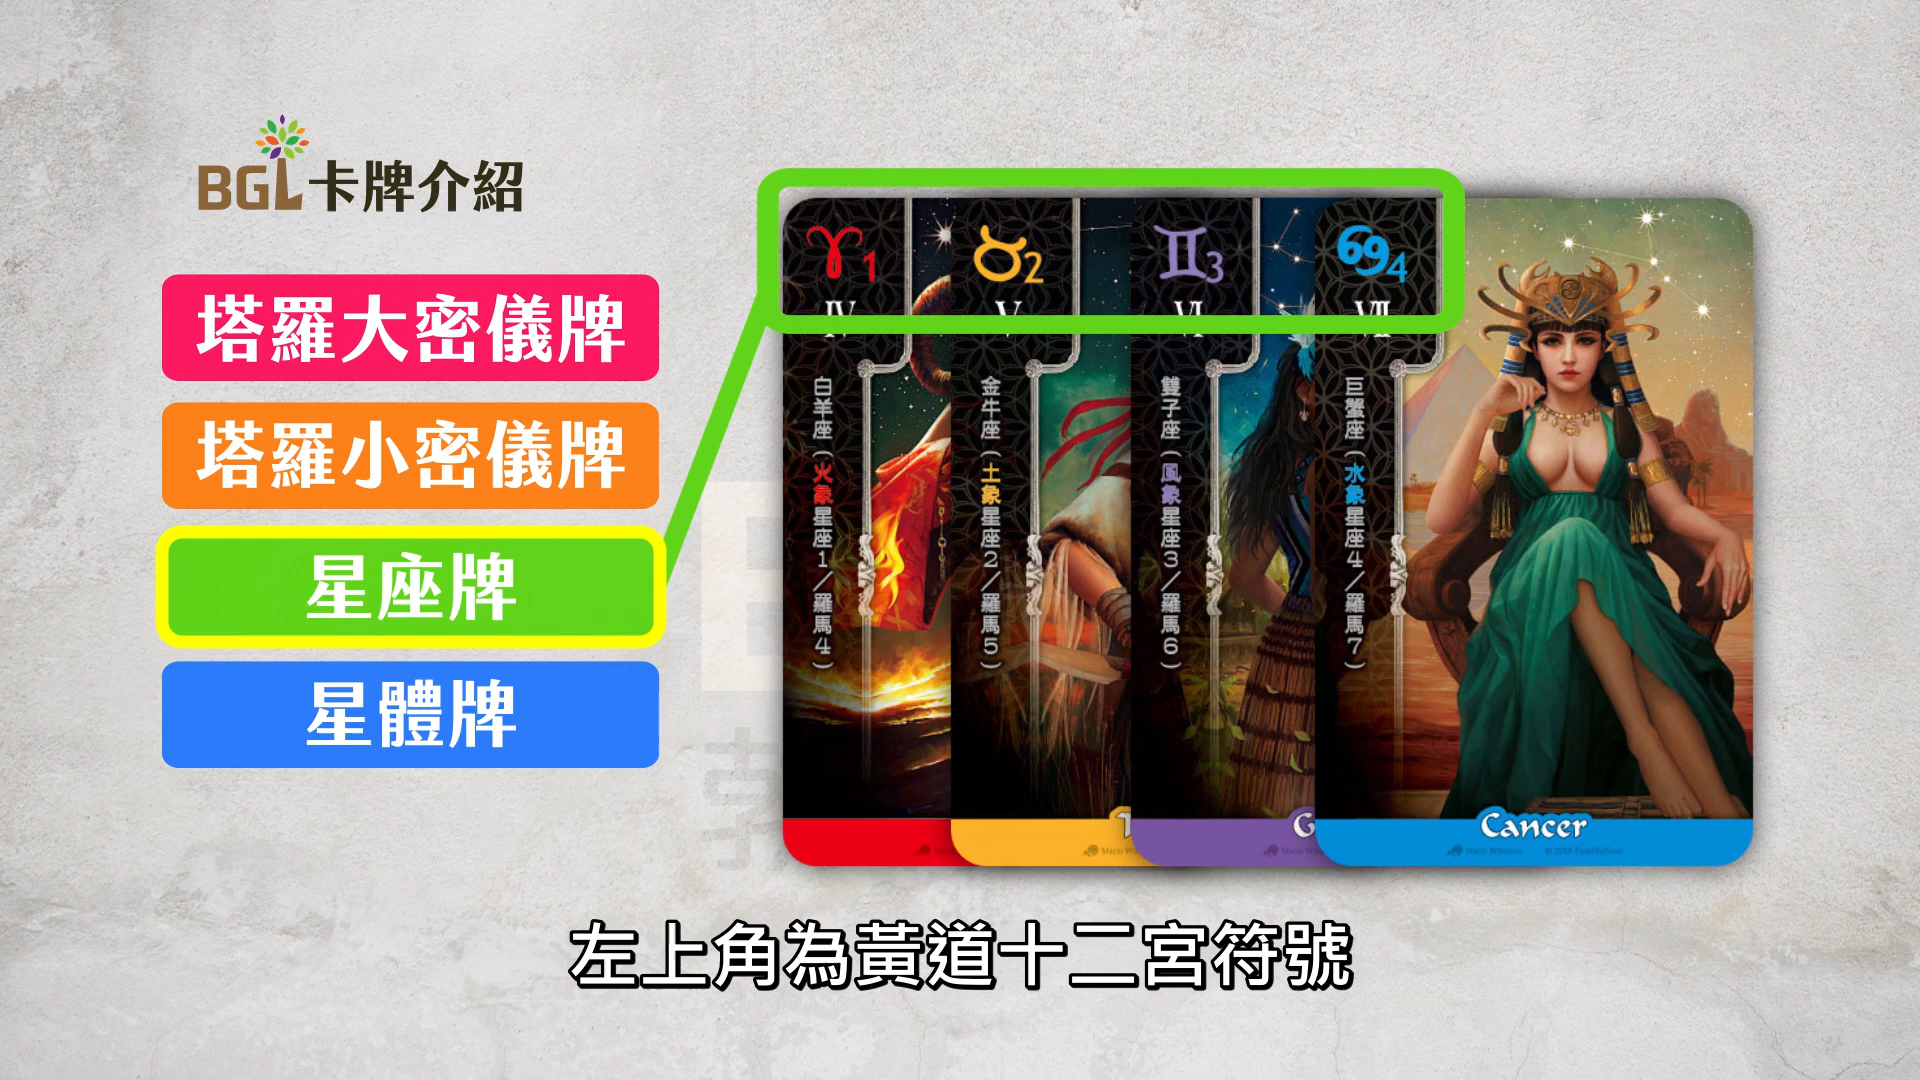 BGL卡牌介紹
塔羅大密儀牌
塔羅小密儀牌
星座牌
星體牌
1
IV
白羊座(火象星座1/羅馬4)
2
V
金牛座(土象星座2/羅馬5)
3
VI
雙子座(風象星座3/羅馬6)
4
VII
巨蟹座(水象星座4/羅馬7)
T
G
Cancer
左上角為黃道十二宮符號